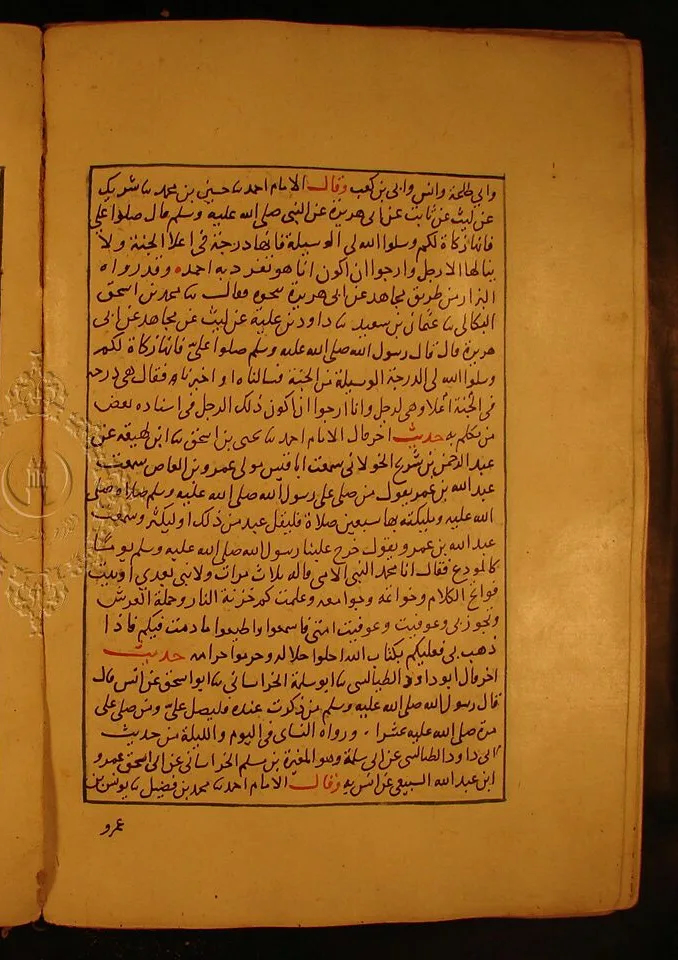 وابي طلحة وانس وابي بن كعب وقال الامام احمد ثنا حسين بن محمد ثنا شريك
عن ليث عن ثابت عن ابي هريرة عن النبي صلى الله عليه وسلم قال صلوا علي
فانها زكاة لكم وسلوا الله لي الوسيلة فانها درجة في اعلا الجنة ولا
ينالها الا رجل وارجوا ان اكون انا هو تفرد به احمد وقد رواه
البزار من طريق مجاهد عن ابي هريرة بنحوه فقال ثنا محمد بن اسحق
البكالي ثنا عثمان بن سعيد ثنا داود بن علية عن ليث عن مجاهد عن ابي
هريرة قال قال رسول الله صلى الله عليه وسلم صلوا علي فانها زكاة لكم
وسلوا الله لي الدرجة الوسيلة من الجنة فسالناه او اخبرنا فقال هي درجة
في الجنة اعلا وهي لرجل وانا ارجوا ان اكون ذلك الرجل في اسناده بعض
من تكلم به حديث اخر قال الامام احمد ثنا يحيى بن اسحق ثنا ابن لهيعه عن
عبد الرحمن بن شريح الخولاني سمعت ابا قيس مولى عمرو بن العاص سمعت
عبد الله بن عمر يقول من صلى على رسول الله صلى الله عليه وسلم صلاة صلى
الله عليه وملائكته بها سبعين صلاة فليقل عبد من ذلك او ليكثر وسمعت
عبد الله بن عمرو يقول خرج علينا رسول الله صلى الله عليه وسلم يوما
كالمودع فقال انا محمد النبي الامي قاله ثلاث مرات ولا نبي بعدي اوتيت
فواتح الكلام وخواتمه وجوامعه وعلمت كم خزنة النار وحملة العرش
وتجوز بي وعوفيت وعوفيت امتي فاسمعوا واطيعوا ما دمت فيكم فاذا
ذهب بي فعليكم بكتاب الله احلوا حلاله وحرموا حرامه حديث
اخر قال ابو داود الطيالسي ثنا ابو سلمة الخراساني ثنا ابو اسحق عن انس قال
قال رسول الله صلى الله عليه وسلم من ذكرت عنده فليصل علي ومن صلى علي
مرة صلى الله عليه عشرا ورواه النسائي في اليوم والليلة من حديث
ابي داود الطيالسي عن ابي سلمة وهو المغيرة بن مسلم الخراساني عن ابي اسحق عمرو
ابن عبد الله السبيعي عن انس به وقال الامام احمد ثنا محمد بن فضيل ثنا يونس بن
عمرو